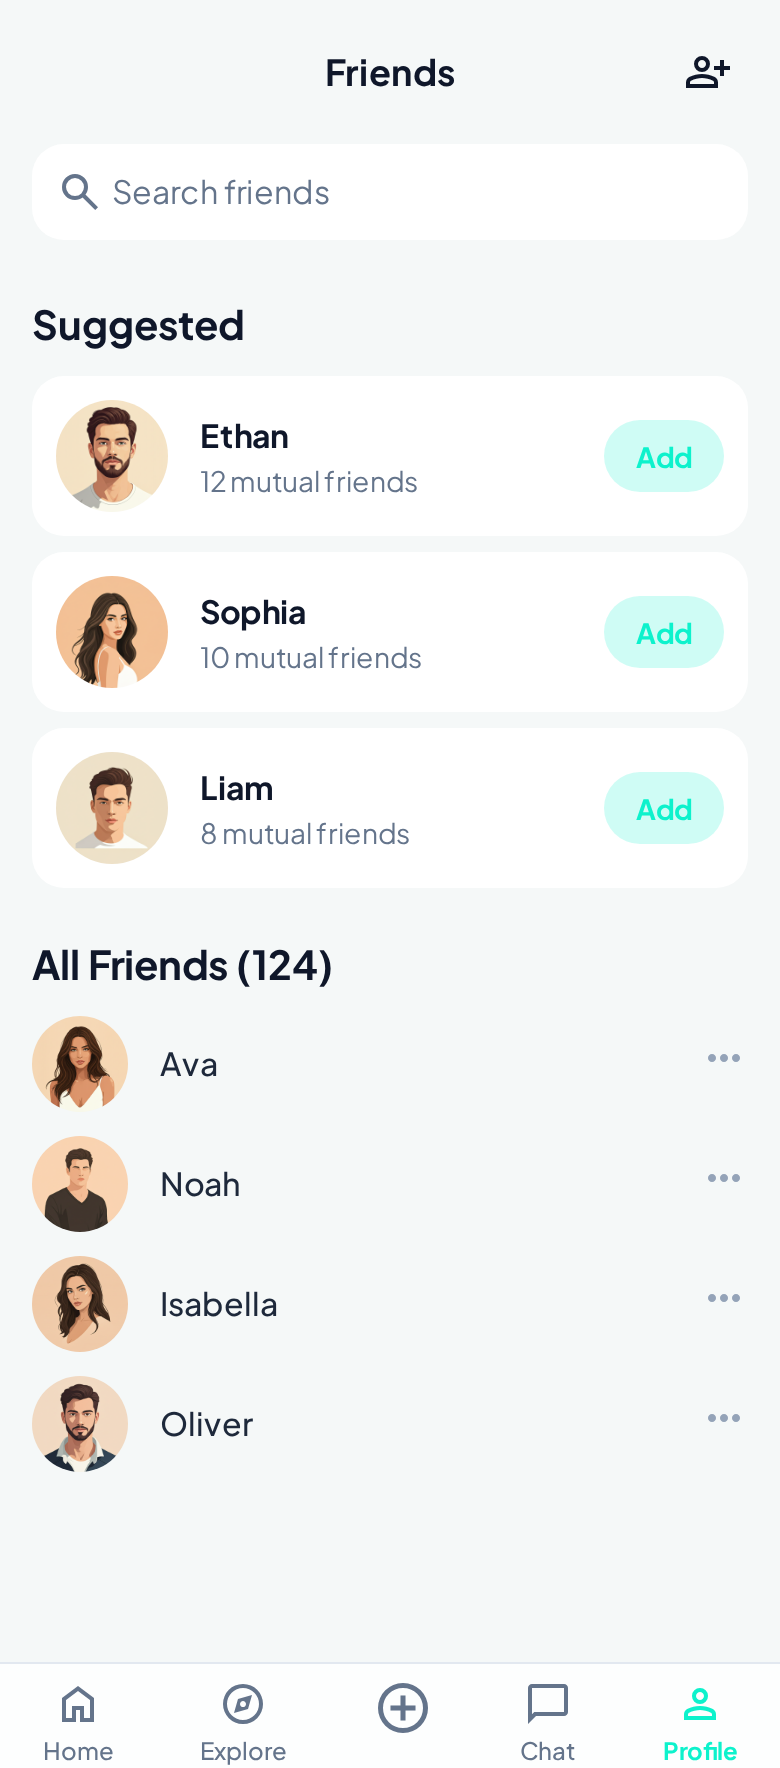 Friends
Search friends
Suggested
Ethan
12 mutual friends
Add
Sophia
10 mutual friends
Add
Liam
8 mutual friends
Add
All Friends (124)
Ava
Noah
Isabella
Oliver
Home
Explore
Chat
Profile